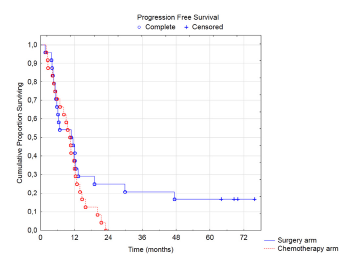 Progression Free Survival
Complete Censored
1,0
0,9
0,8
0,7
0,6
0,5
0,4
0,3
0,2
0,1
0,0
Cumulative Proportion Surviving
0 12 24 36 48 60 72
Time (months)
Surgery arm
Chemotherapy arm